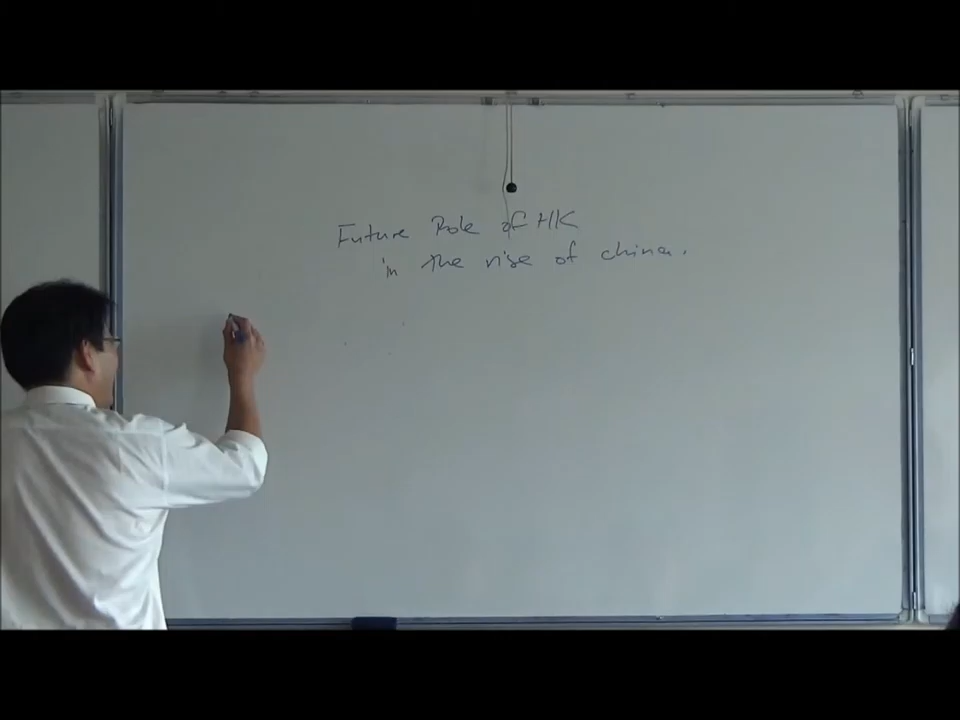 Future Role of HK
in the rise of china.